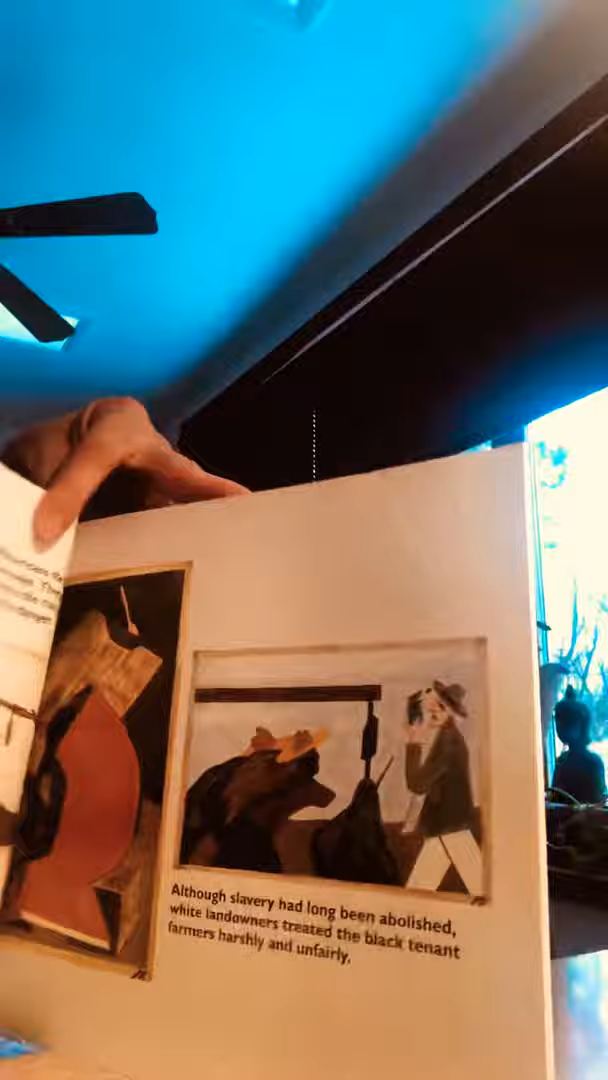 Although slavery had long been abolished,
white landowners treated the black tenant
farmers harshly and unfairly.